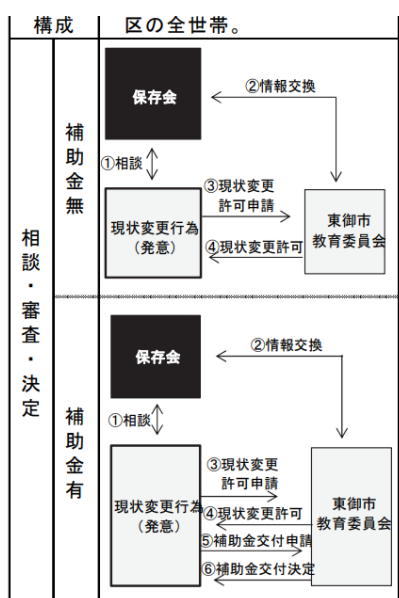 構成
区の全世帯。
相談・審査・決定
補助金無
保存会
②情報交換
①相談
③現状変更
許可申請
現状変更行為
(発意)
④現状変更許可
東御市
教育委員会
補助金有
保存会
②情報交換
①相談
③現状変更
許可申請
現状変更行為
(発意)
④現状変更許可
⑤補助金交付申請
⑥補助金交付決定
東御市
教育委員会